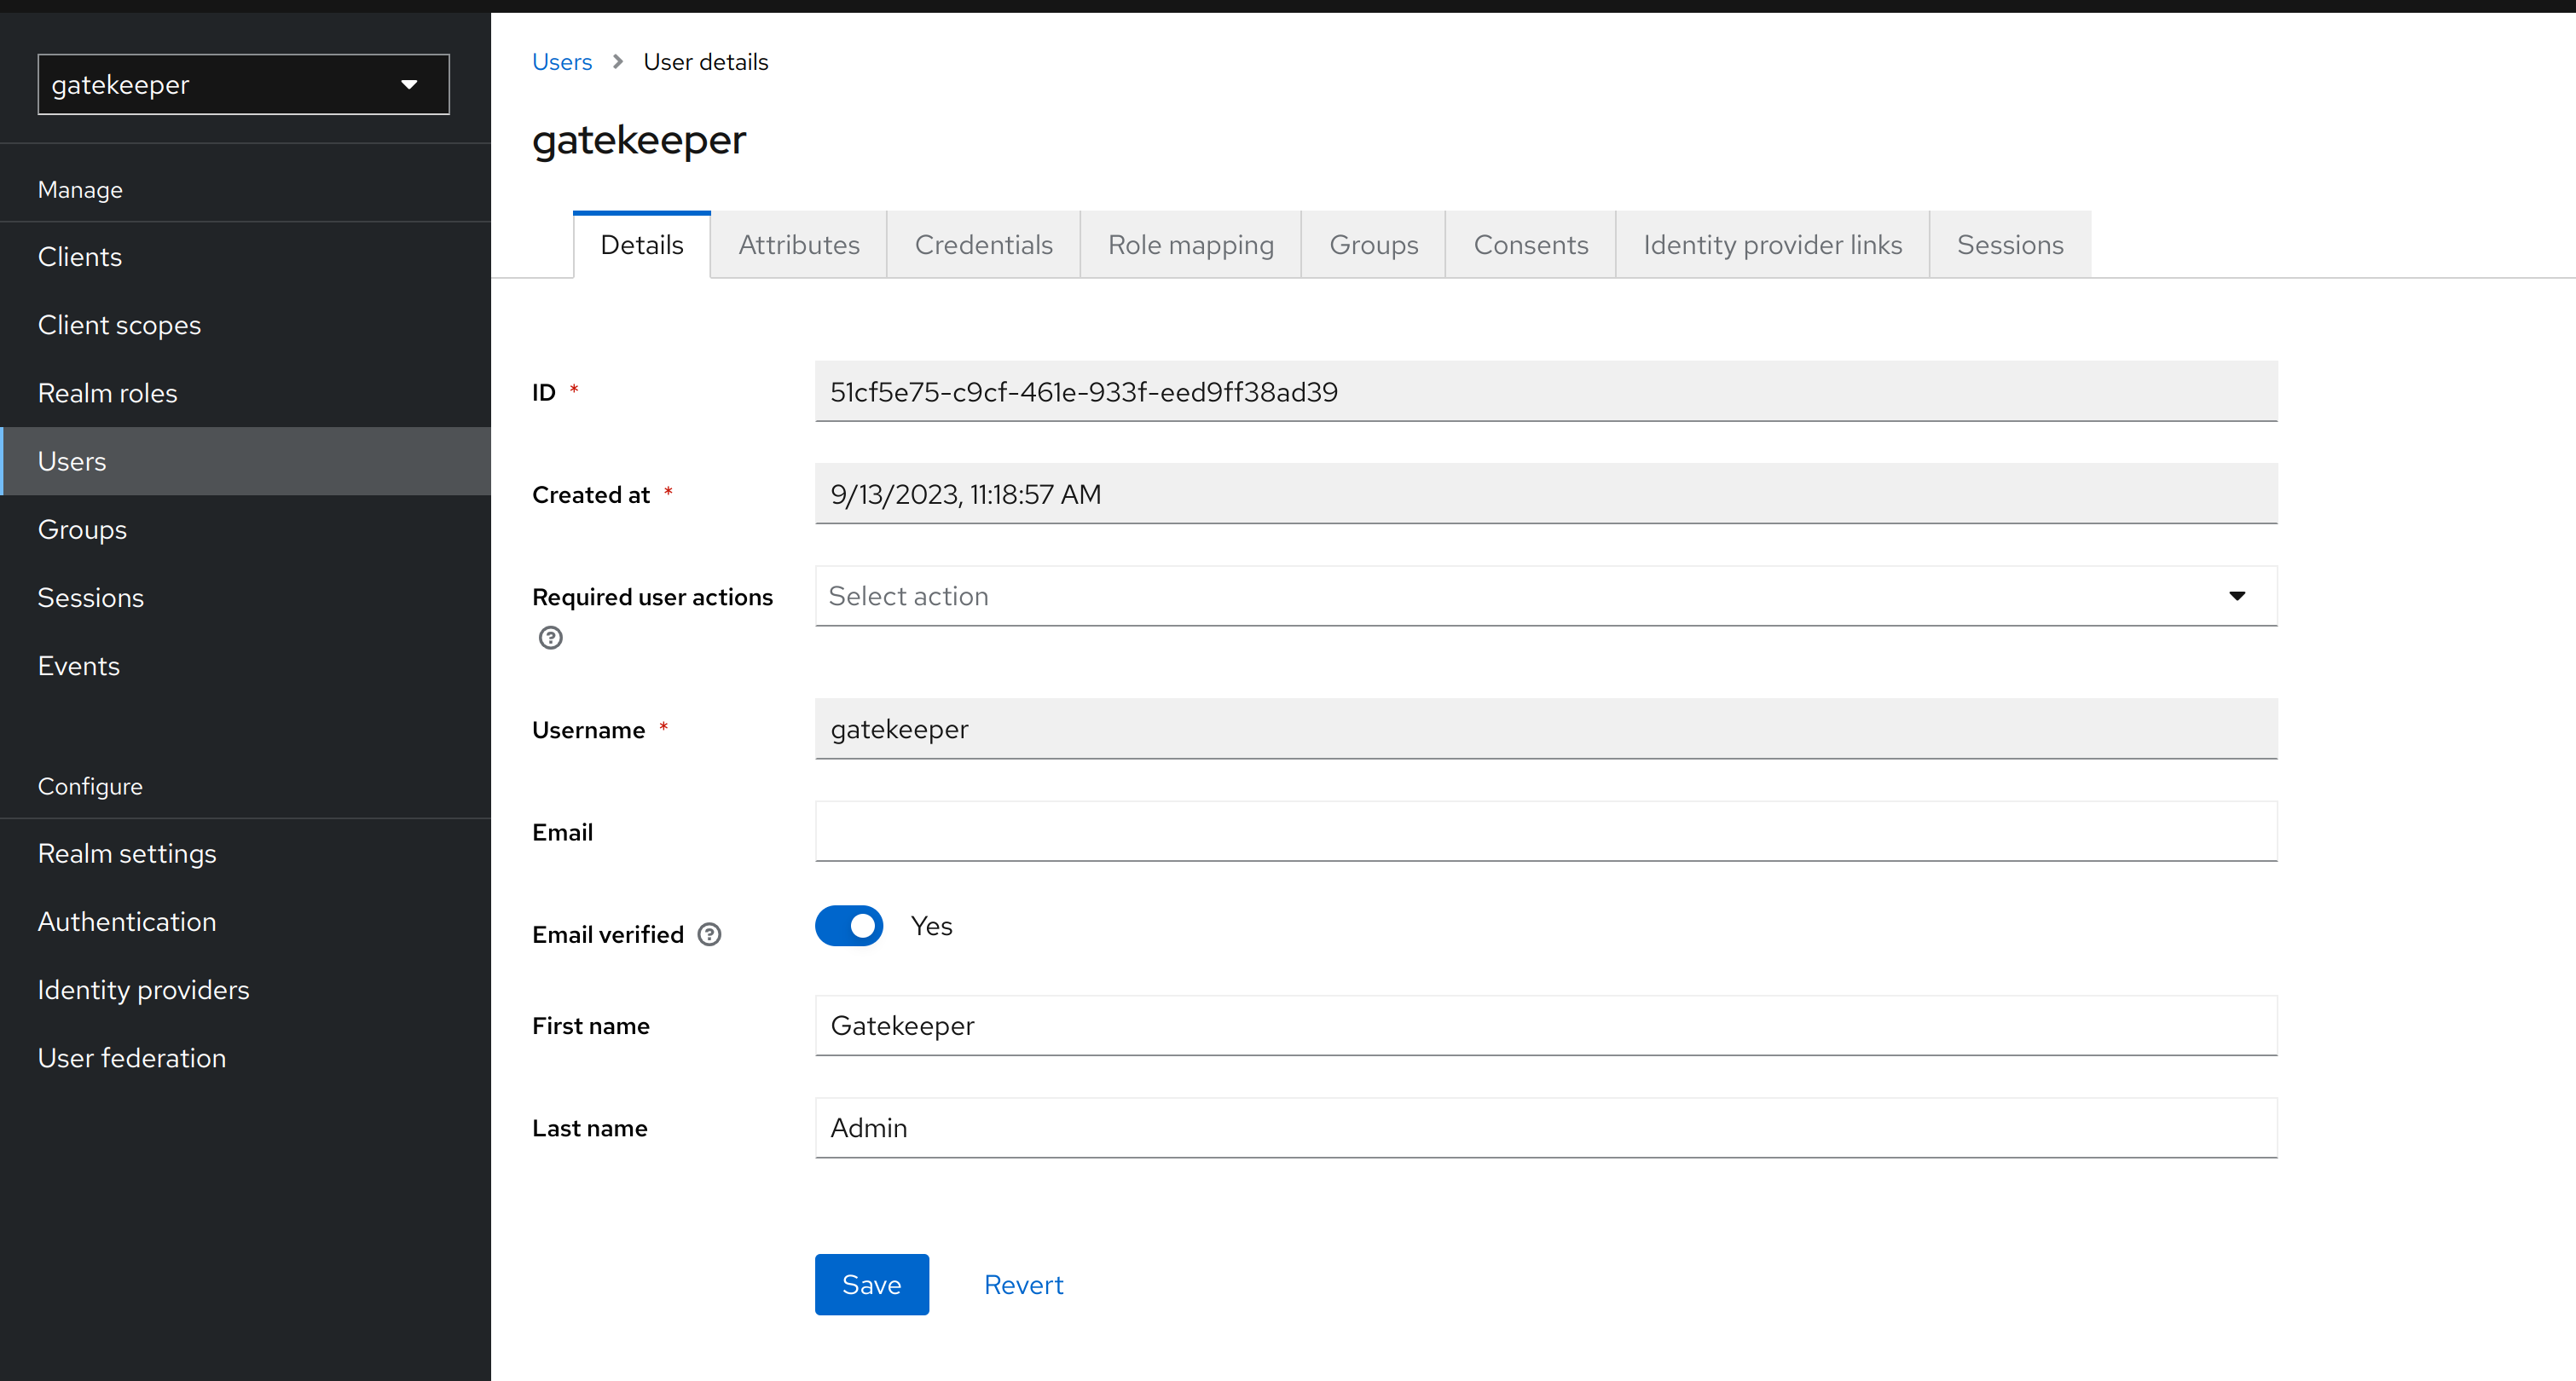 gatekeeper
Manage
Clients
Client scopes
Realm roles
Users
Groups
Sessions
Events
Configure
Realm settings
Authentication
Identity providers
User federation
Users > User details
gatekeeper
Details Attributes Credentials Role mapping Groups Consents Identity provider links Sessions
ID * 51cf5e75-c9cf-461e-933f-eed9ff38ad39
Created at * 9/13/2023, 11:18:57 AM
Required user actions Select action
Username * gatekeeper
Email
Email verified Yes
First name Gatekeeper
Last name Admin
Save Revert